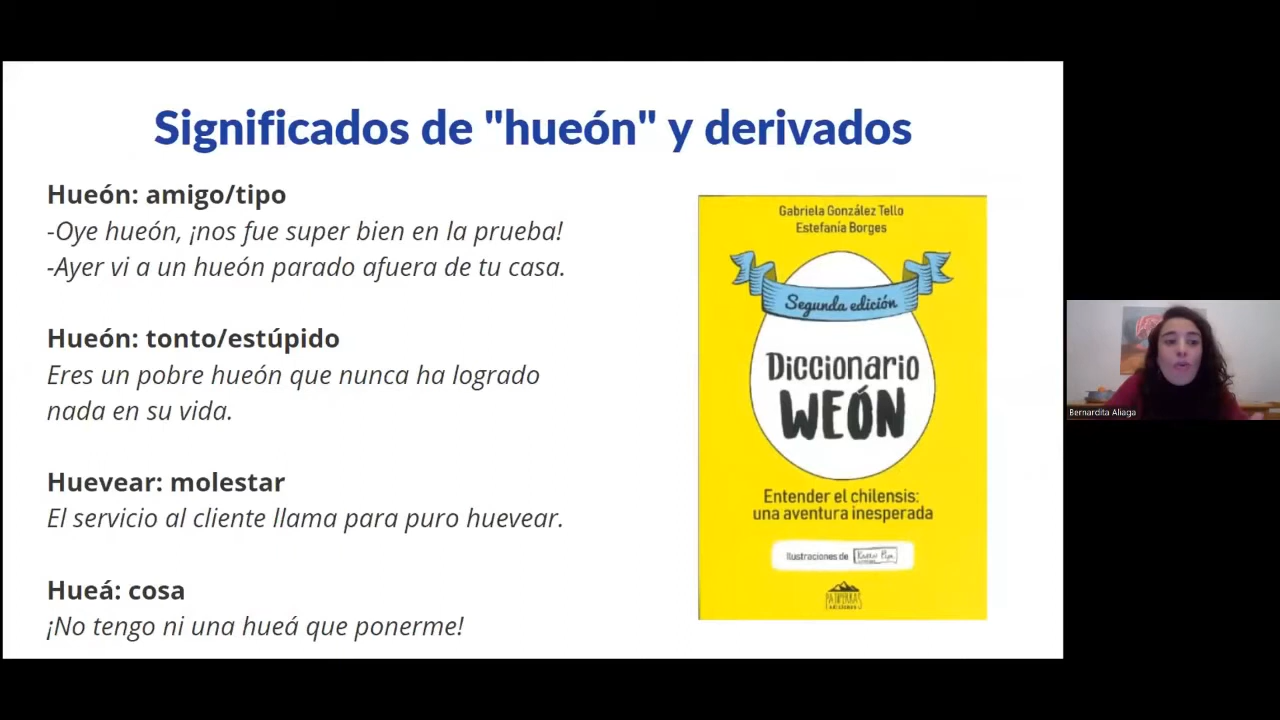 Significados de "hueón" y derivados
Hueón: amigo/tipo
-Oye hueón, ¡nos fue super bien en la prueba!
-Ayer vi a un hueón parado afuera de tu casa.
Hueón: tonto/estúpido
Eres un pobre hueón que nunca ha logrado
nada en su vida.
Huevear: molestar
El servicio al cliente llama para puro huevear.
Hueá: cosa
¡No tengo ni una hueá que ponerme!
Gabriela González Tello
Estefanía Borges
Segunda edición
Diccionario
WEÓN
Entender el chilensis:
una aventura inesperada
Ilustraciones de
Bernardita Aliaga